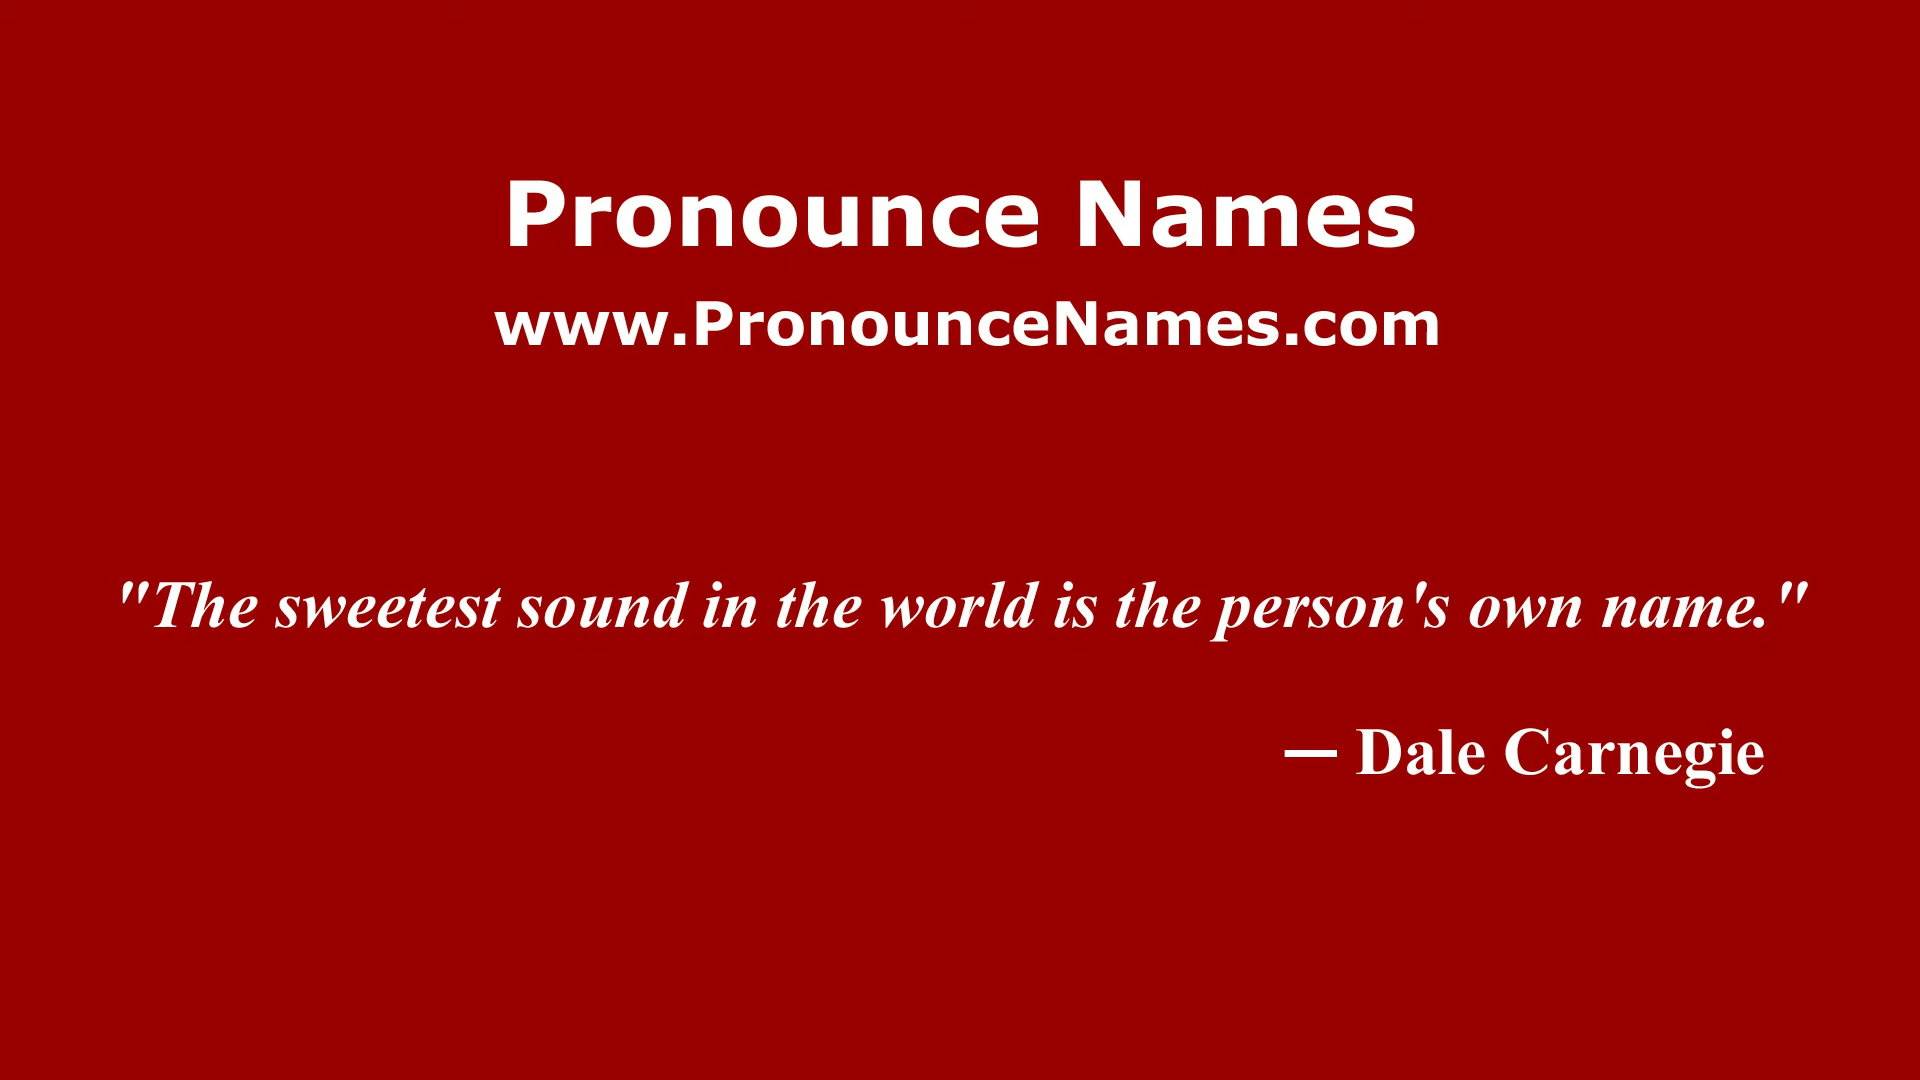 Pronounce Names
www.PronounceNames.com
"The sweetest sound in the world is the person's own name."
— Dale Carnegie